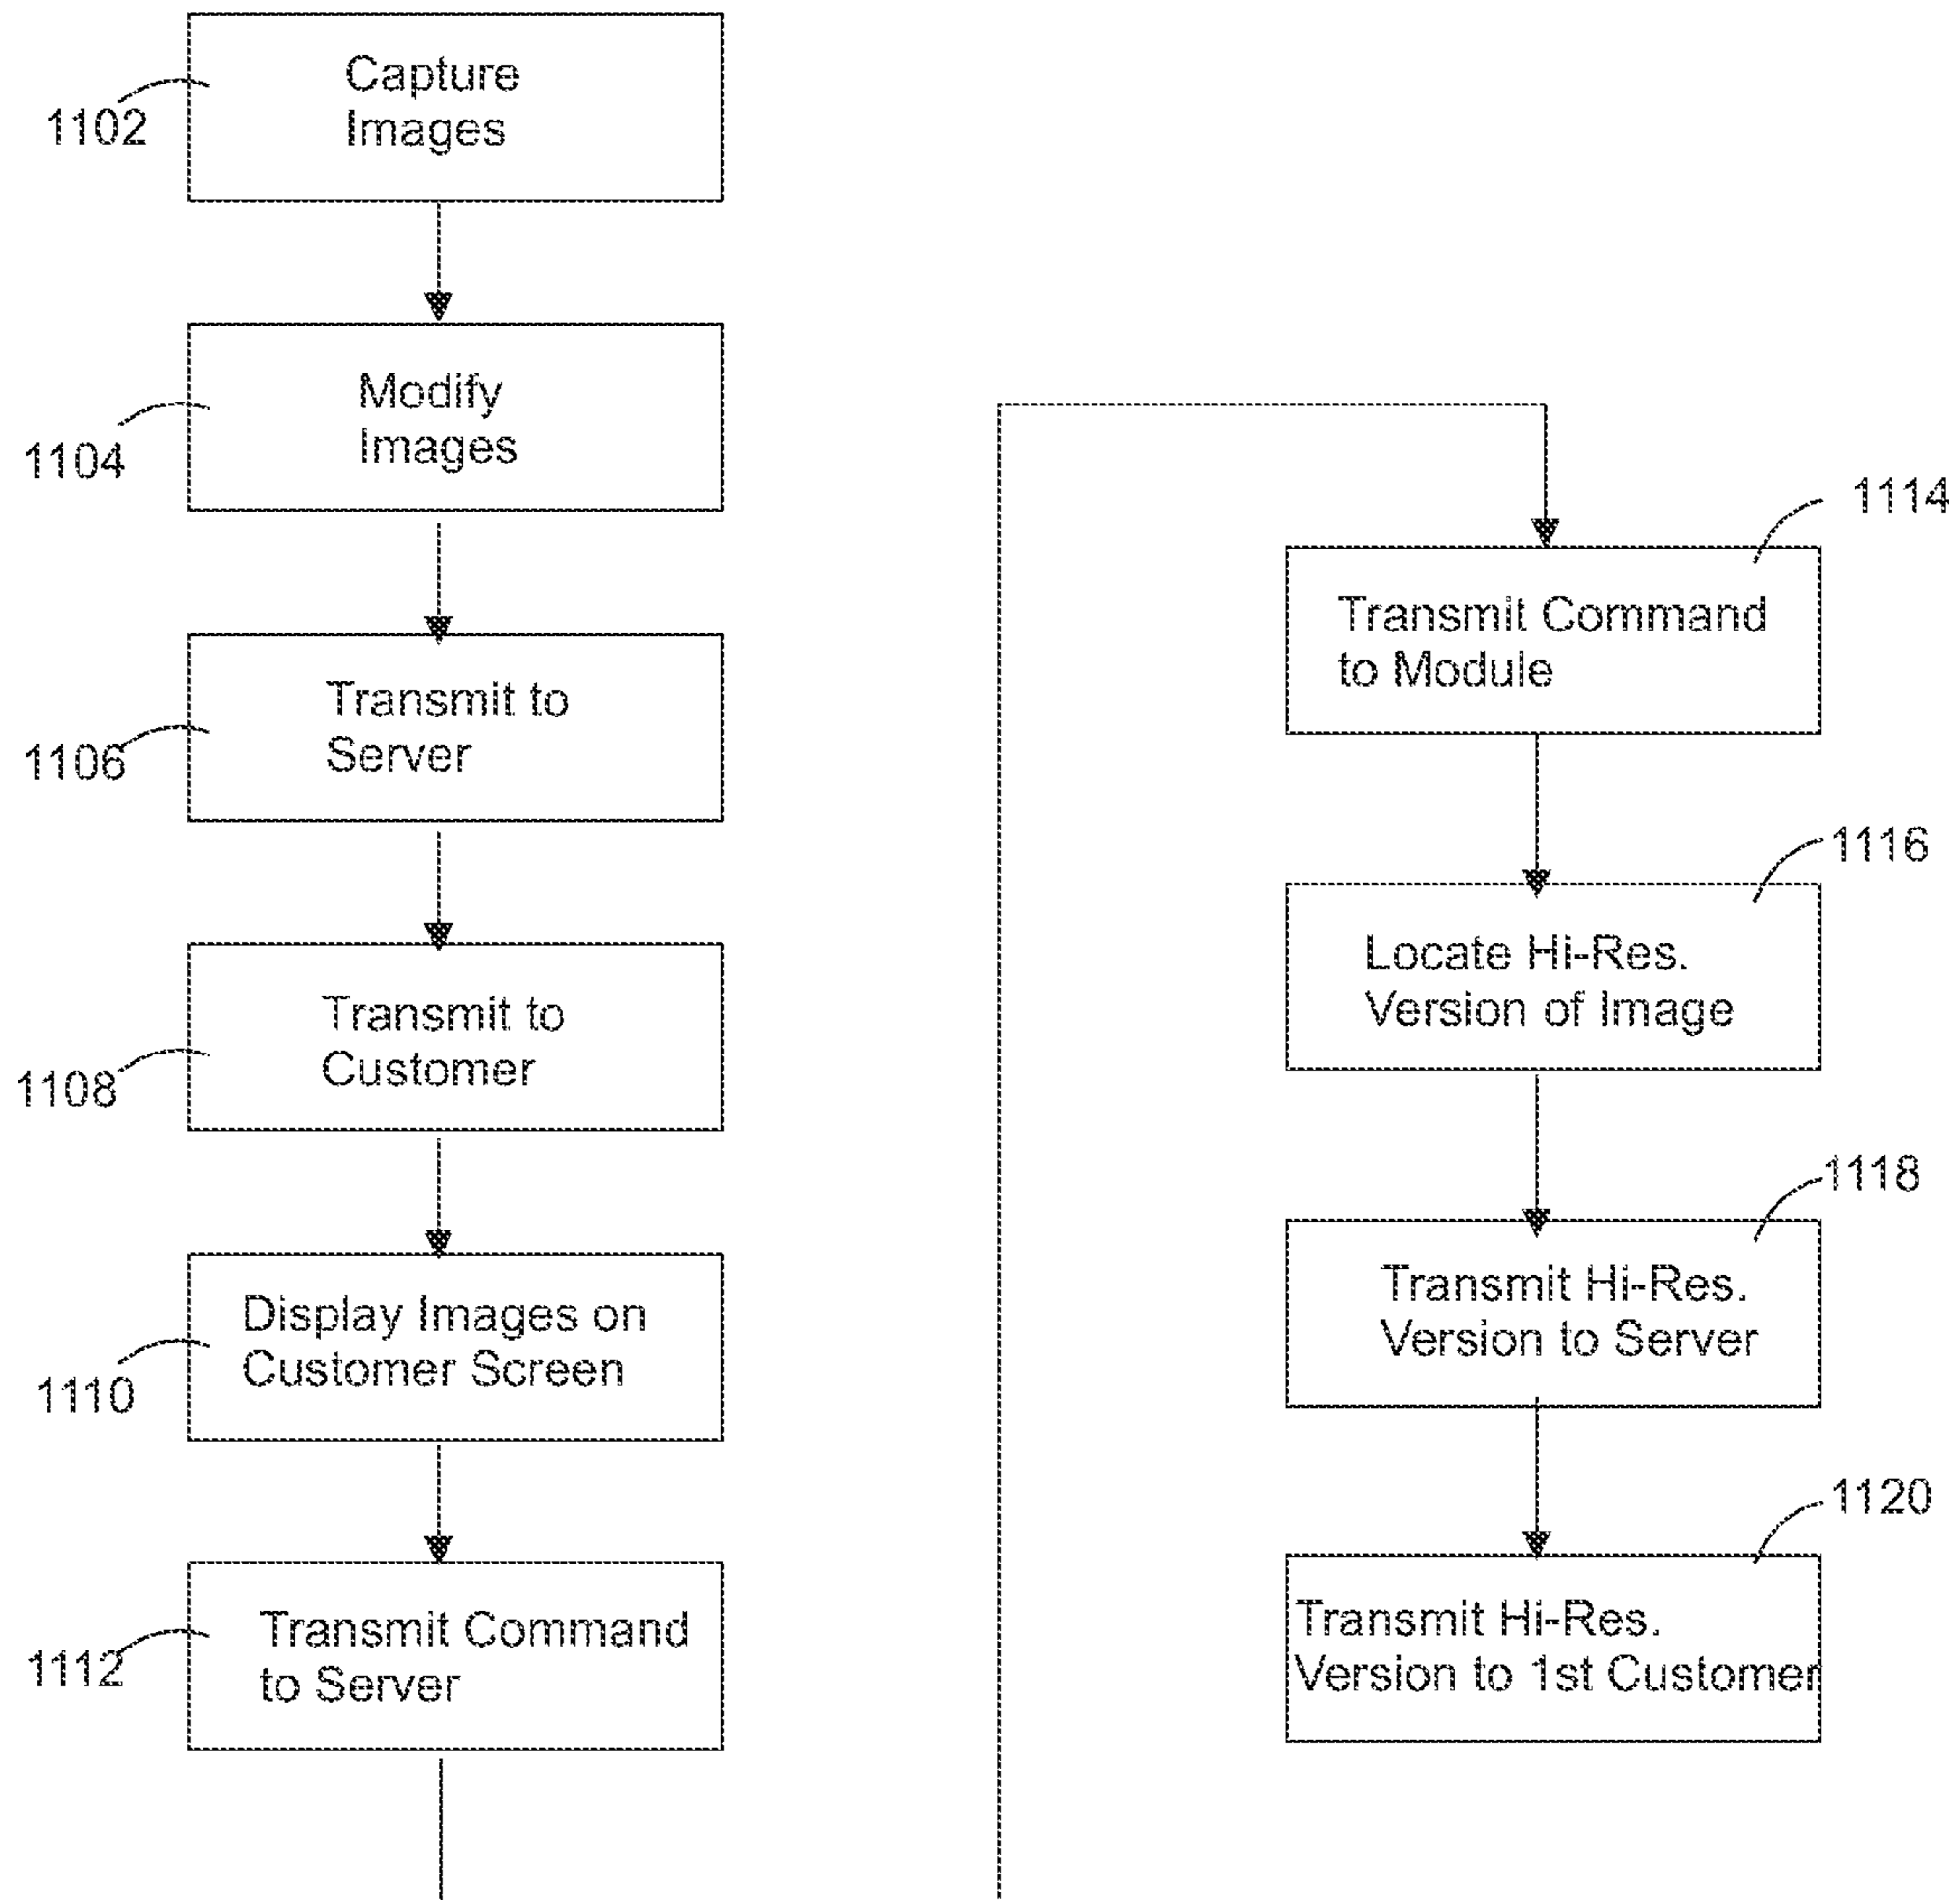 Capture
Images
1102
Modify
Images
1104
Transmit to
Server
1106
Transmit to
Customer
1108
Display Images on
Customer Screen
1110
Transmit Command
to Server
1112
1114
Transmit Command
to Module
1116
Locate Hi-Res.
Version of Image
1118
Transmit Hi-Res.
Version to Server
1120
Transmit Hi-Res.
Version to 1st Customer